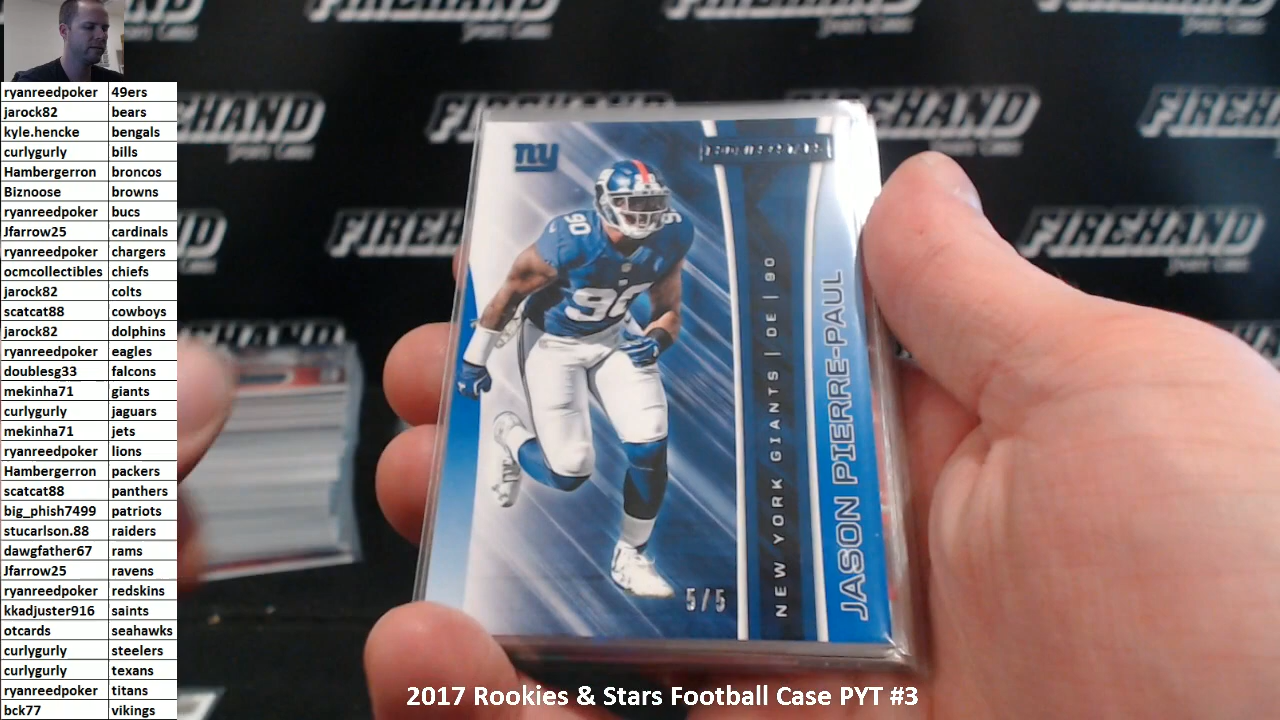 ryanreedpoker 49ers
jarock82 bears
kyle.hencke bengals
curlygurly bills
Hambergerron broncos
Biznoose browns
ryanreedpoker bucs
Jfarrow25 cardinals
ryanreedpoker chargers
ocmcollectibles chiefs
jarock82 colts
scatcat88 cowboys
jarock82 dolphins
ryanreedpoker eagles
doublesg33 falcons
mekinha71 giants
curlygurly jaguars
mekinha71 jets
ryanreedpoker lions
Hambergerron packers
scatcat88 panthers
big_phish7499 patriots
stucarlson.88 raiders
dawgfather67 rams
Jfarrow25 ravens
ryanreedpoker redskins
kkadjuster916 saints
otcards seahawks
curlygurly steelers
curlygurly texans
ryanreedpoker titans
bck77 vikings
FIREHAND
FIREHAND
FIREHAND
FIREHAND
ny
90
90
NEW YORK GIANTS | DE | 90
JASON PIERRE-PAUL
5/5
2017 Rookies & Stars Football Case PYT #3